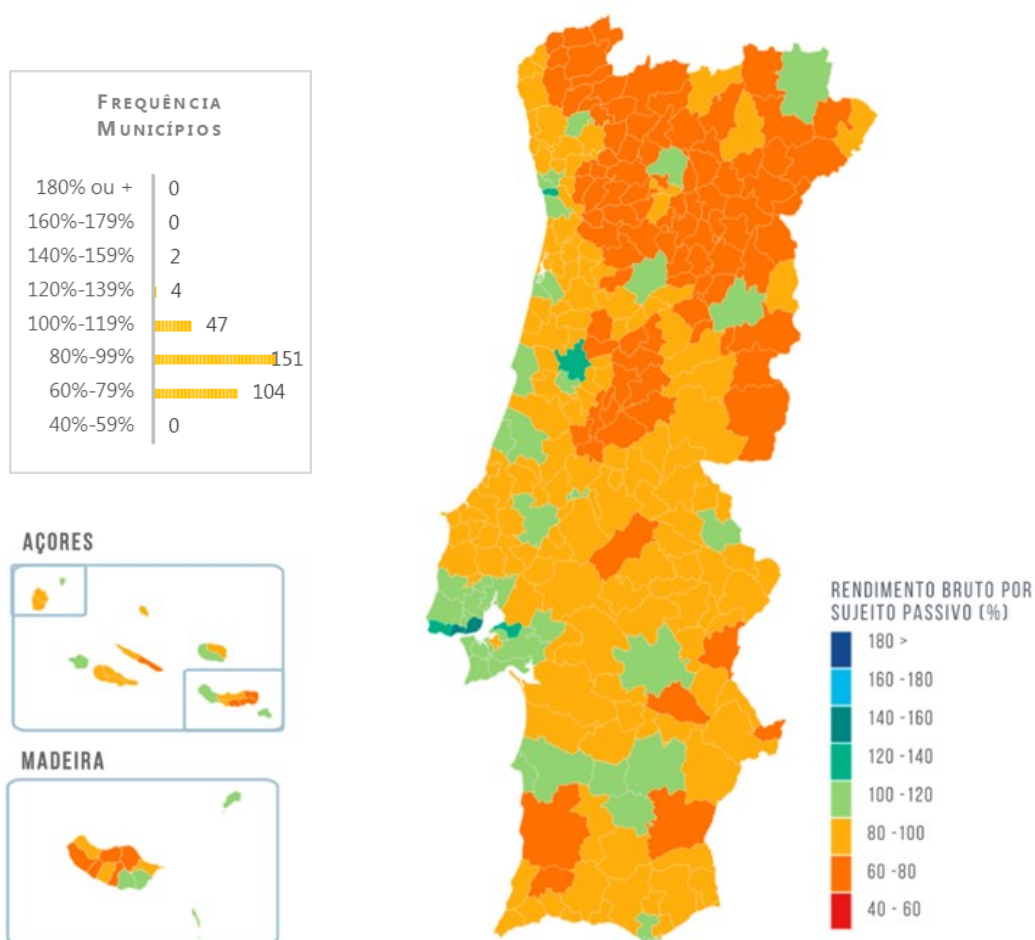 FREQUÊNCIA
MUNICÍPIOS
180% ou + 0
160%-179% 0
140%-159% 2
120%-139% 4
100%-119% 47
80%-99% 151
60%-79% 104
40%-59% 0
AÇORES
MADEIRA
RENDIMENTO BRUTO POR
SUJEITO PASSIVO (%)
180 >
160 -180
140 - 160
120 - 140
100 -120
80 -100
60 -80
40 - 60